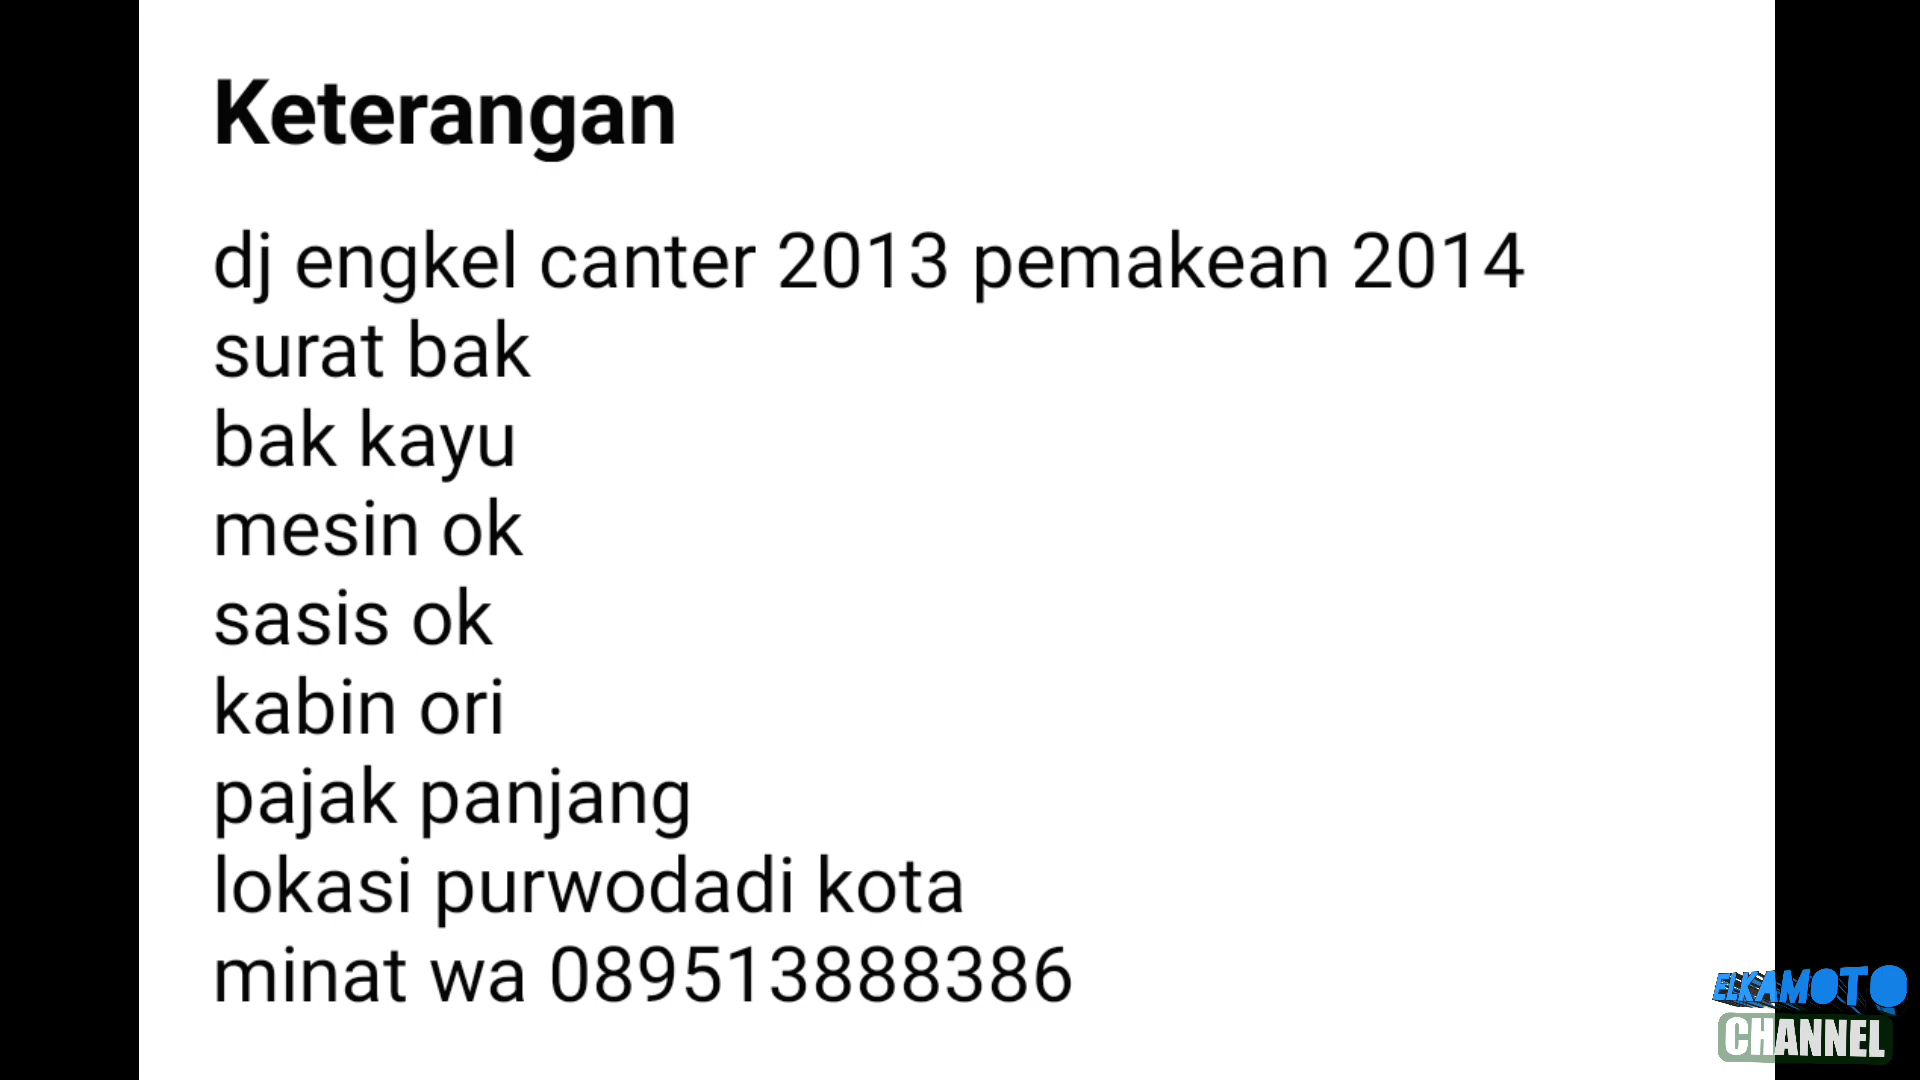 Keterangan
dj engkel canter 2013 pemakean 2014
surat bak
bak kayu
mesin ok
sasis ok
kabin ori
pajak panjang
lokasi purwodadi kota
minat wa 089513888386
ELKAMOTO
CHANNEL